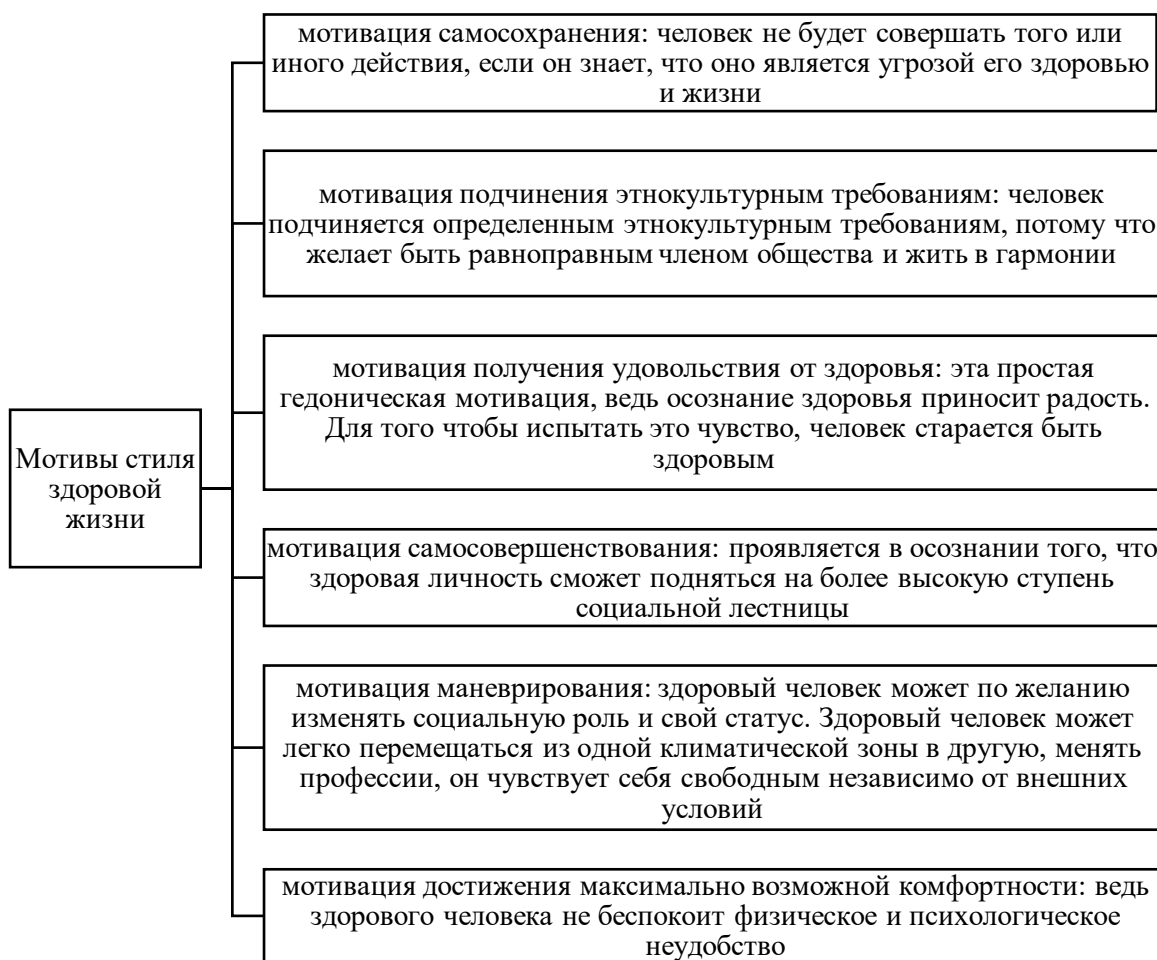 мотивация самосохранения: человек не будет совершать того или
иного действия, если он знает, что оно является угрозой его здоровью
и жизни
мотивация подчинения этнокультурным требованиям: человек
подчиняется определенным этнокультурным требованиям, потому что
желает быть равноправным членом общества и жить в гармонии
мотивация получения удовольствия от здоровья: эта простая
гедоническая мотивация, ведь осознание здоровья приносит радость.
Для того чтобы испытать это чувство, человек старается быть
здоровым
Мотивы стиля
здоровой
жизни
мотивация самосовершенствования: проявляется в осознании того, что
здоровая личность сможет подняться на более высокую ступень
социальной лестницы
мотивация маневрирования: здоровый человек может по желанию
изменять социальную роль и свой статус. Здоровый человек может
легко перемещаться из одной климатической зоны в другую, менять
профессии, он чувствует себя свободным независимо от внешних
условий
мотивация достижения максимально возможной комфортности: ведь
здорового человека не беспокоит физическое и психологическое
неудобство